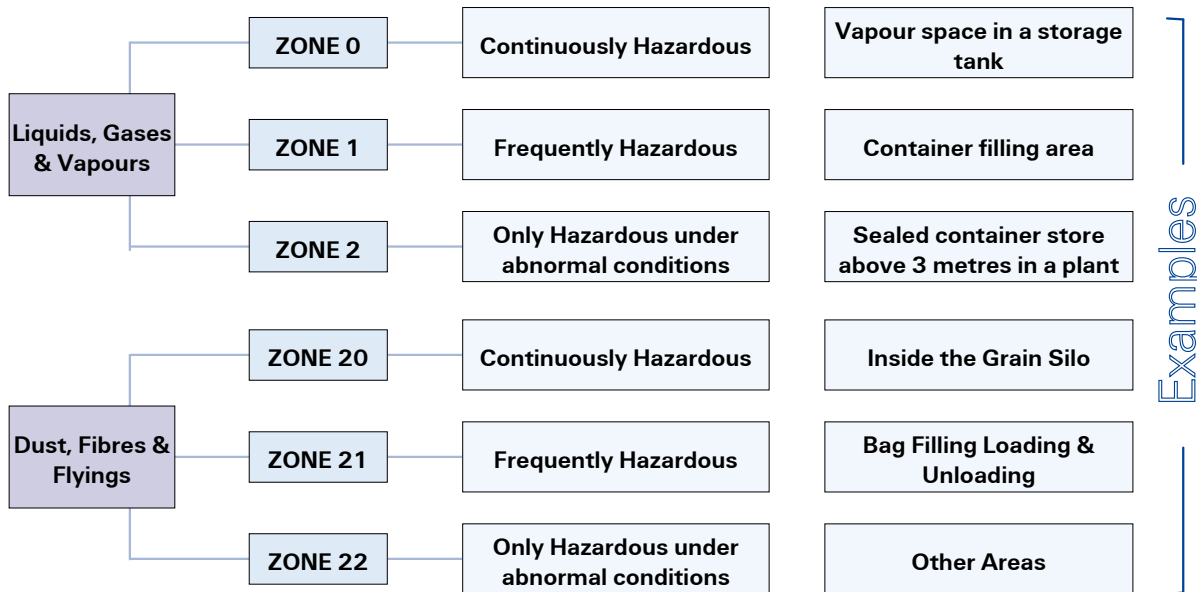 ZONE 0
Continuously Hazardous
Vapour space in a storage
tank
Liquids, Gases
& Vapours
ZONE 1
Frequently Hazardous
Container filling area
ZONE 2
Only Hazardous under
abnormal conditions
Sealed container store
above 3 metres in a plant
Examples
ZONE 20
Continuously Hazardous
Inside the Grain Silo
Dust, Fibres &
Flyings
ZONE 21
Frequently Hazardous
Bag Filling Loading &
Unloading
ZONE 22
Only Hazardous under
abnormal conditions
Other Areas